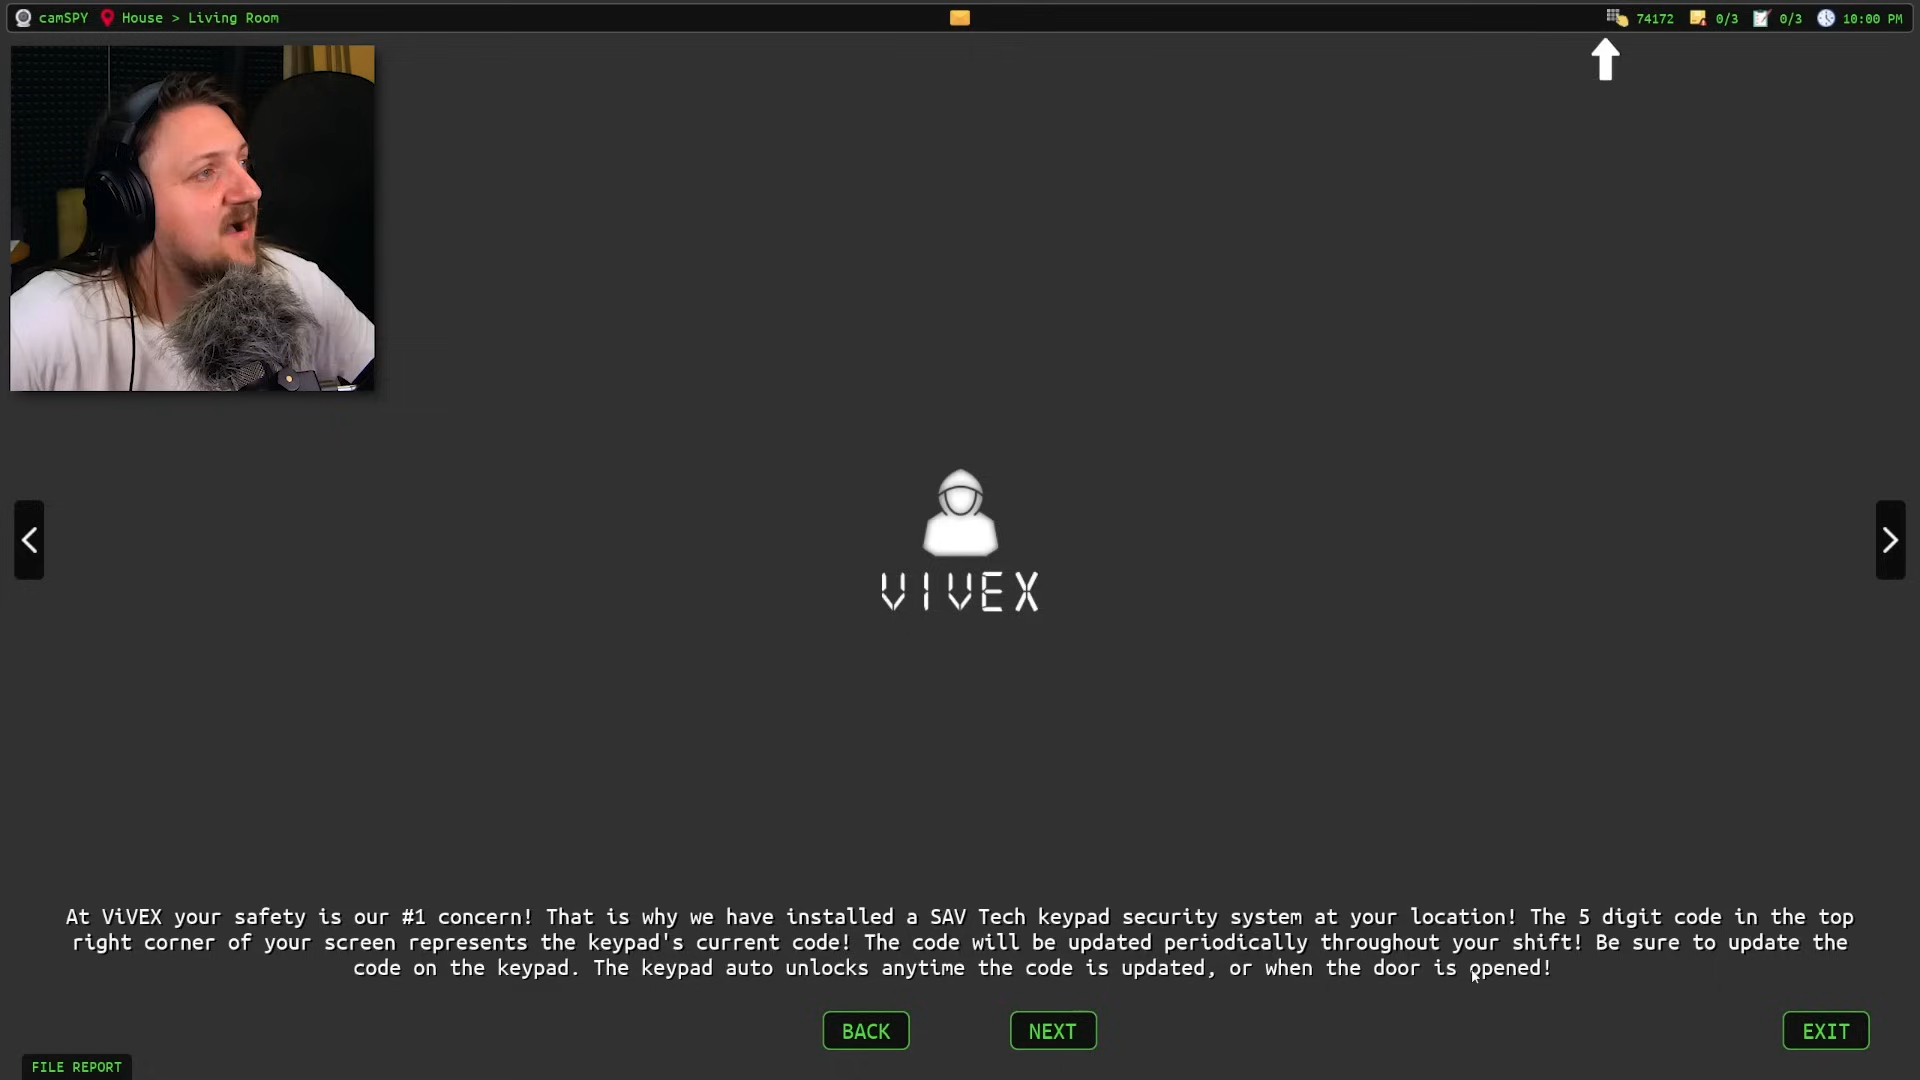 camSPY House > Living Room 74172 0/3 0/3 10:00 PM
VIVEX
At ViVEX your safety is our #1 concern! That is why we have installed a SAV Tech keypad security system at your location! The 5 digit code in the top
right corner of your screen represents the keypad's current code! The code will be updated periodically throughout your shift! Be sure to update the
code on the keypad. The keypad auto unlocks anytime the code is updated, or when the door is opened!
BACK NEXT EXIT
FILE REPORT